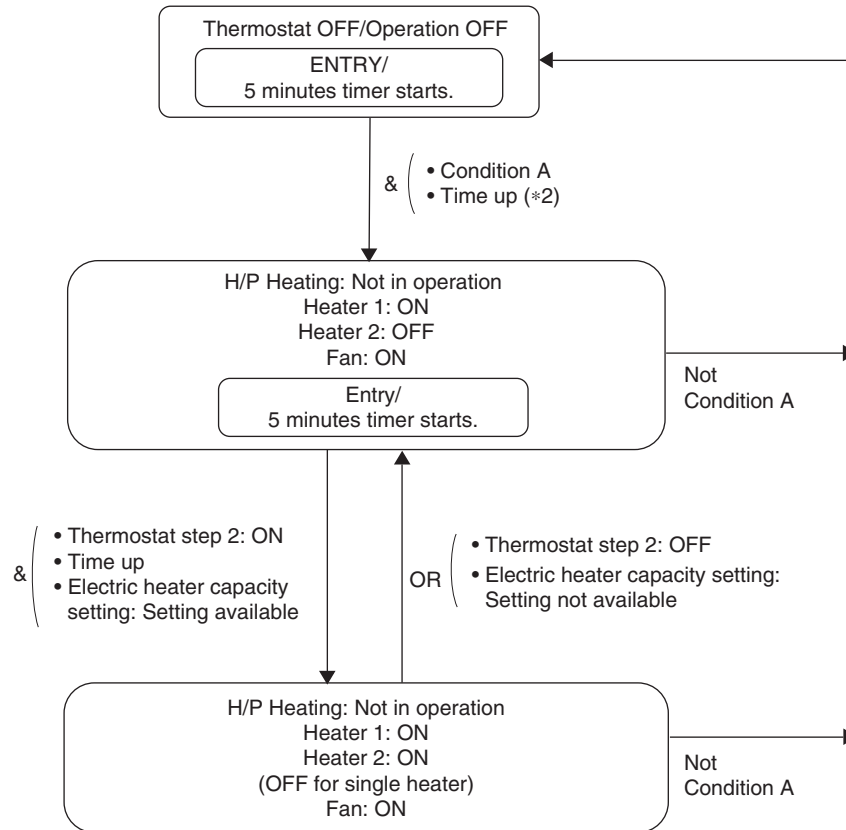 Thermostat OFF/Operation OFF
ENTRY/
5 minutes timer starts.
&
• Condition A
• Time up (*2)
H/P Heating: Not in operation
Heater 1: ON
Heater 2: OFF
Fan: ON
Entry/
5 minutes timer starts.
Not
Condition A
&
• Thermostat step 2: ON
• Time up
• Electric heater capacity
setting: Setting available
OR
• Thermostat step 2: OFF
• Electric heater capacity setting:
Setting not available
H/P Heating: Not in operation
Heater 1: ON
Heater 2: ON
(OFF for single heater)
Fan: ON
Not
Condition A